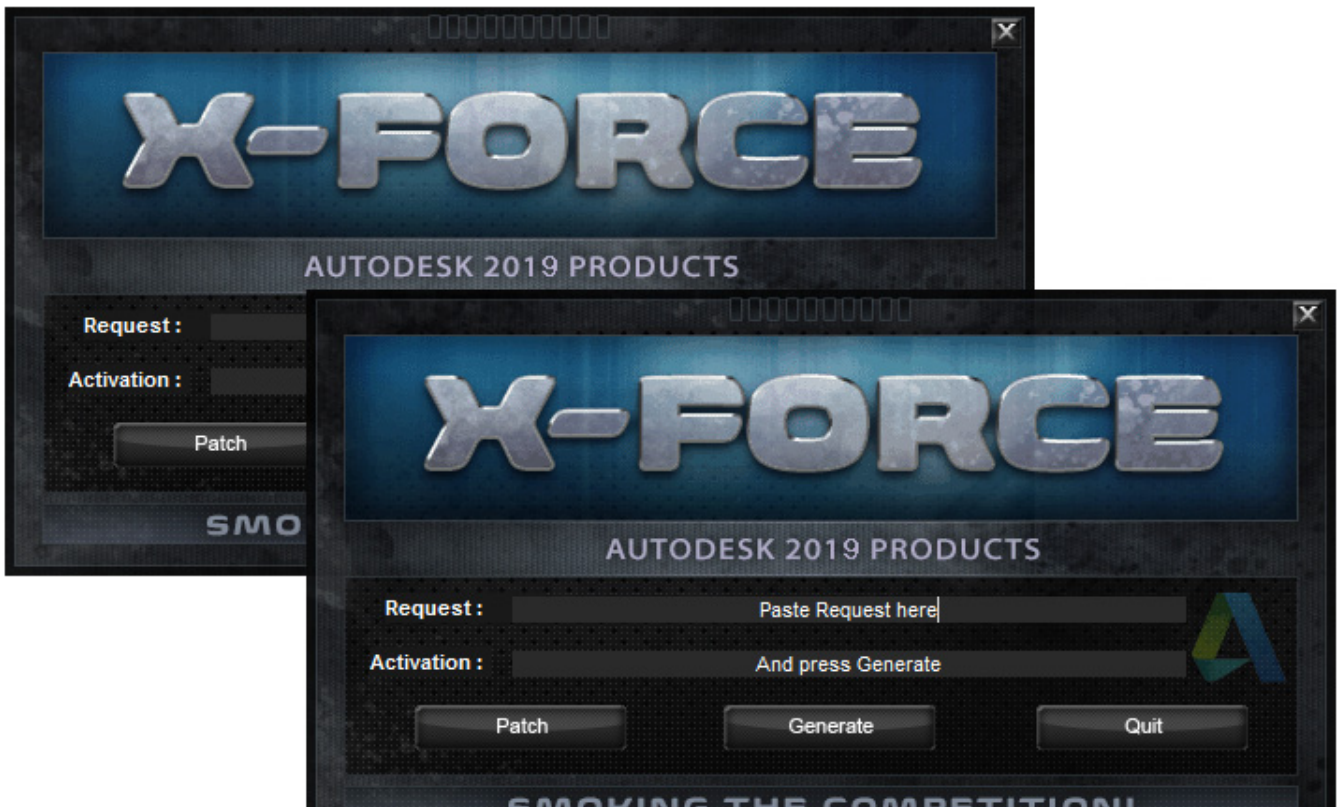 X-FORCE
AUTODESK 2019 PRODUCTS
Request :
Activation :
Patch
SMO
X-FORCE
AUTODESK 2019 PRODUCTS
Request : Paste Request here
Activation : And press Generate
Patch Generate Quit
SMOKING THE COMPETITION!